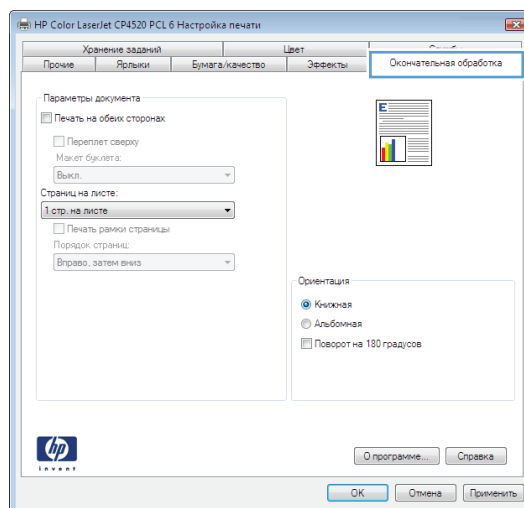 HP Color LaserJet CP4520 PCL 6 Настройка печати
Хранение заданий Цвет
Прочие Ярлыки Бумага/качество Эффекты Окончательная обработка
Параметры документа
Печать на обеих сторонах
Переплет сверху
Макет буклета:
Выкл.
Страниц на листе:
1 стр. на листе
Печать рамки страницы
Порядок страниц:
Вправо, затем вниз
E
Ориентация
Книжная
Альбомная
Поворот на 180 градусов
hp
invent
О программе... Справка
OK Отмена Применить